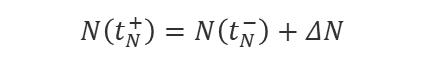 N(t_N^+) = N(t_N^-) + ΔN